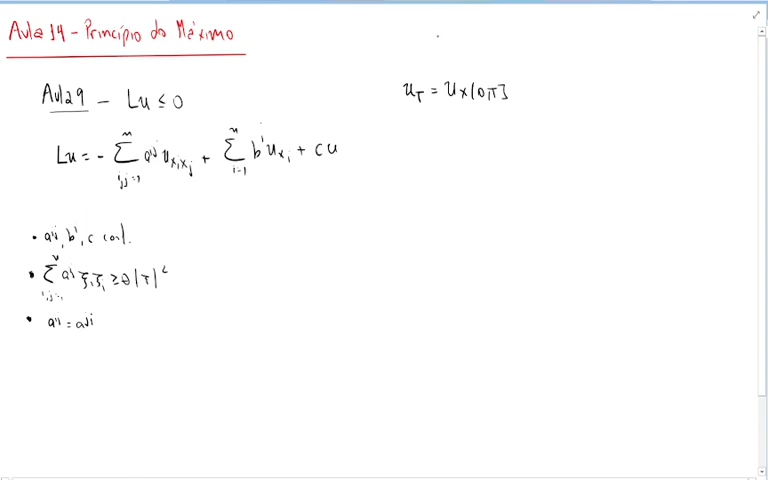 Aula 14 - Princípio do Máximo
Aula 9 - Lu ≤ 0
Lu = - Σ_{i,j=1}^{n} a^{ij} u_{x_i x_j} + Σ_{i=1}^{n} b^i u_{x_i} + cu
• a^{ij}, b^i, c cont.
• Σ_{i,j=1}^{n} a^{ij} ξ_i ξ_j ≥ θ|ξ|^2
• a^{ij} = a^{ji}
U_T = U×(0,T]